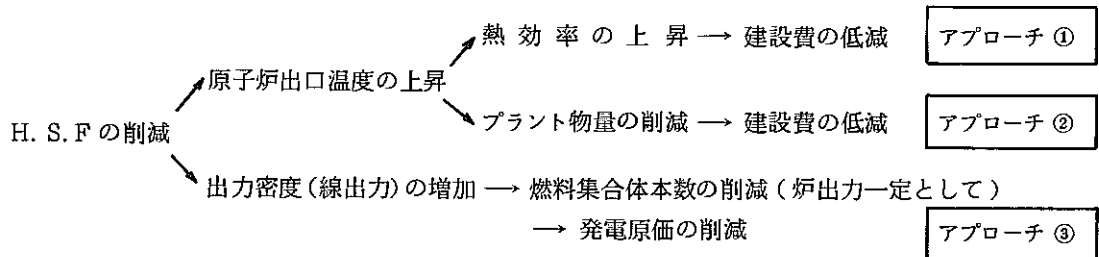 熱効率の上昇 → 建設費の低減 アプローチ ①
原子炉出口温度の上昇
H. S. F の削減
プラント物量の削減 → 建設費の低減 アプローチ ②
出力密度(線出力)の増加 → 燃料集合体本数の削減(炉出力一定として)
→ 発電原価の削減 アプローチ ③